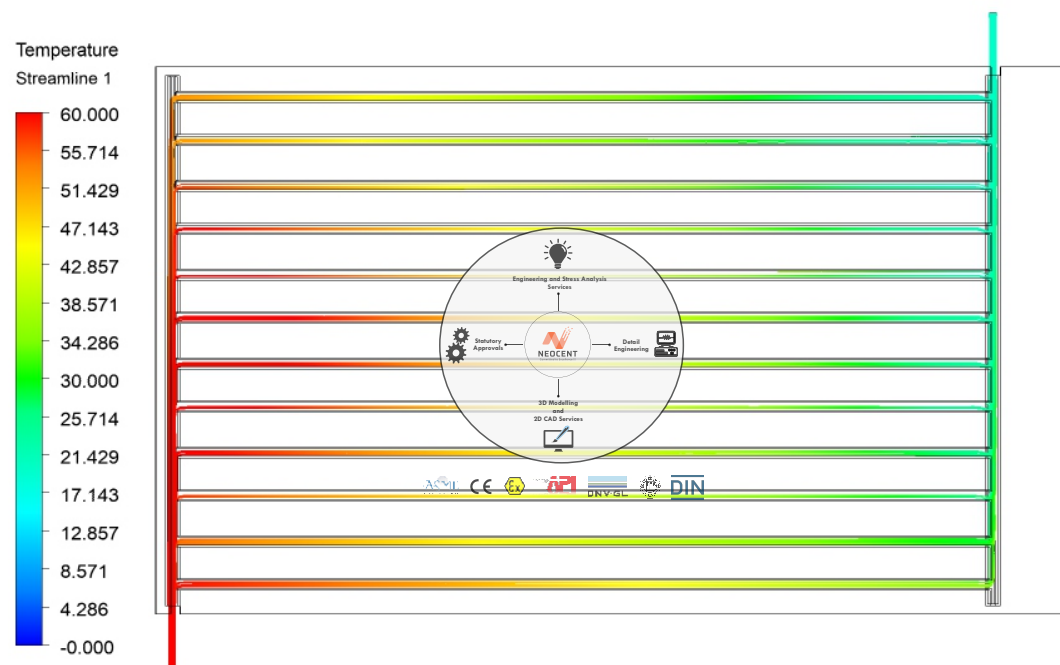 Temperature
Streamline 1
60.000
55.714
51.429
47.143
42.857
38.571
34.286
30.000
25.714
21.429
17.143
12.857
8.571
4.286
-0.000
Engineering and Stress Analysis
Services
Statutory
Approvals
NEOCENT
Detail
Engineering
3D Modelling
and
2D CAD Services
ASME
CE
Ex
API
DNV·GL
DIN